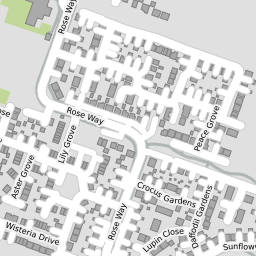 Rose Way
Rose Way
Peace Grove
Lily Grove
Aster Grove
Crocus Gardens
Daffodil Gardens
Rose Way
Wisteria Drive
Lupin Close